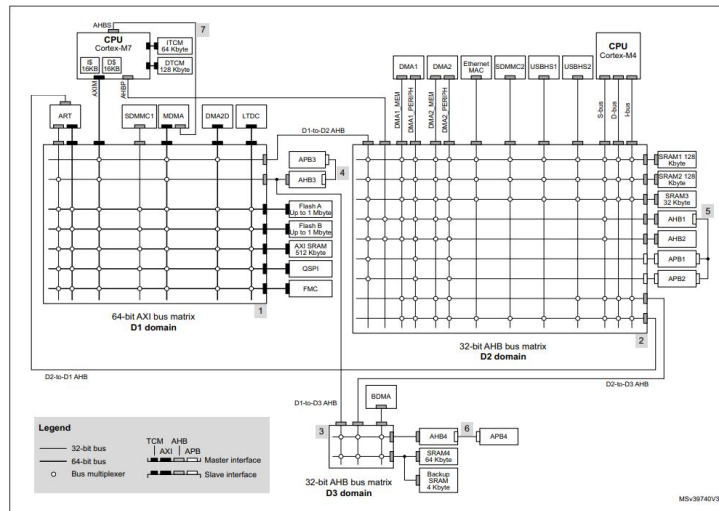 AHBS
7
CPU
Cortex-M7
I$
16KB
D$
16KB
ITCM
64 Kbyte
DTCM
128 Kbyte
AXIM
AHBP
ART
SDMMC1
MDMA
DMA2D
LTDC
DMA1
DMA2
Ethernet
MAC
SDMMC2
USBHS1
USBHS2
CPU
Cortex-M4
DMA1_MEM
DMA1_PERIPH
DMA2_MEM
DMA2_PERIPH
S-bus
D-bus
I-bus
D1-to-D2 AHB
APB3
4
AHB3
Flash A
Up to 1 Mbyte
Flash B
Up to 1 Mbyte
AXI SRAM
512 Kbyte
QSPI
FMC
1
64-bit AXI bus matrix
D1 domain
SRAM1 128
Kbyte
SRAM2 128
Kbyte
SRAM3
32 Kbyte
AHB1
5
AHB2
APB1
APB2
2
32-bit AHB bus matrix
D2 domain
D2-to-D1 AHB
D2-to-D3 AHB
D1-to-D3 AHB
BDMA
3
AHB4
6
APB4
SRAM4
64 Kbyte
Backup
SRAM
4 Kbyte
32-bit AHB bus matrix
D3 domain
Legend
32-bit bus
64-bit bus
Bus multiplexer
TCM AHB
AXI APB
Master interface
Slave interface
MSv39740V3